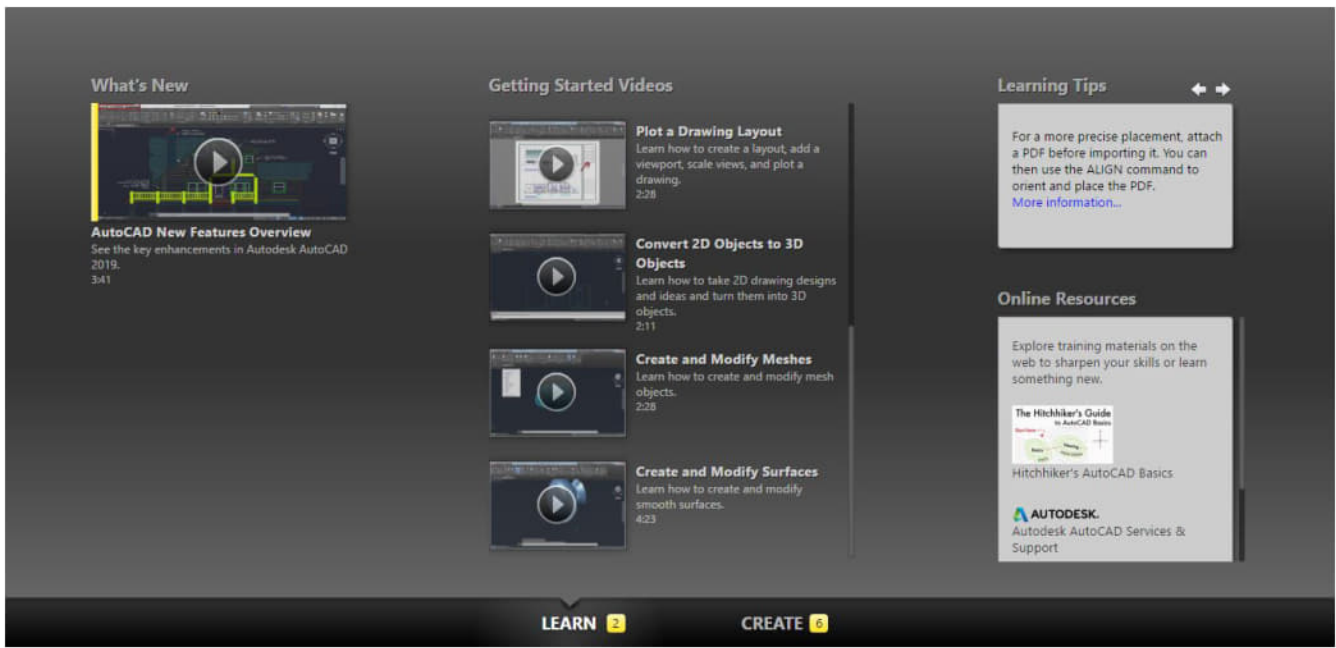 What's New
AutoCAD New Features Overview
See the key enhancements in Autodesk AutoCAD
2019.
3:41
Getting Started Videos
Plot a Drawing Layout
Learn how to create a layout, add a
viewport, scale views, and plot a
drawing.
2:28
Convert 2D Objects to 3D
Objects
Learn how to take 2D drawing designs
and ideas and turn them into 3D
objects.
2:11
Create and Modify Meshes
Learn how to create and modify mesh
objects.
2:28
Create and Modify Surfaces
Learn how to create and modify
smooth surfaces.
4:23
Learning Tips
For a more precise placement, attach
a PDF before importing it. You can
then use the ALIGN command to
orient and place the PDF.
More information...
Online Resources
Explore training materials on the
web to sharpen your skills or learn
something new.
The Hitchhiker's Guide
to AutoCAD Basics
Hitchhiker's AutoCAD Basics
AUTODESK.
Autodesk AutoCAD Services &
Support
LEARN 2
CREATE 6